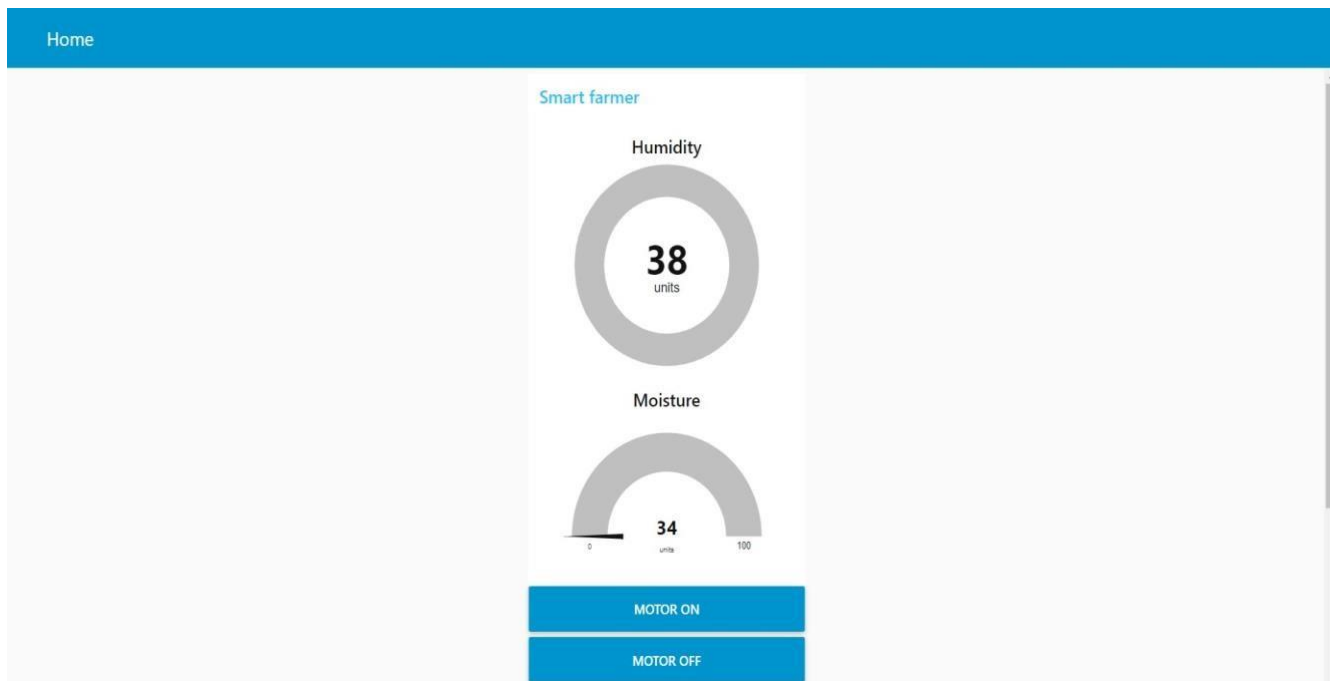 Home
Smart farmer
Humidity
38
units
Moisture
34
0 units 100
MOTOR ON
MOTOR OFF